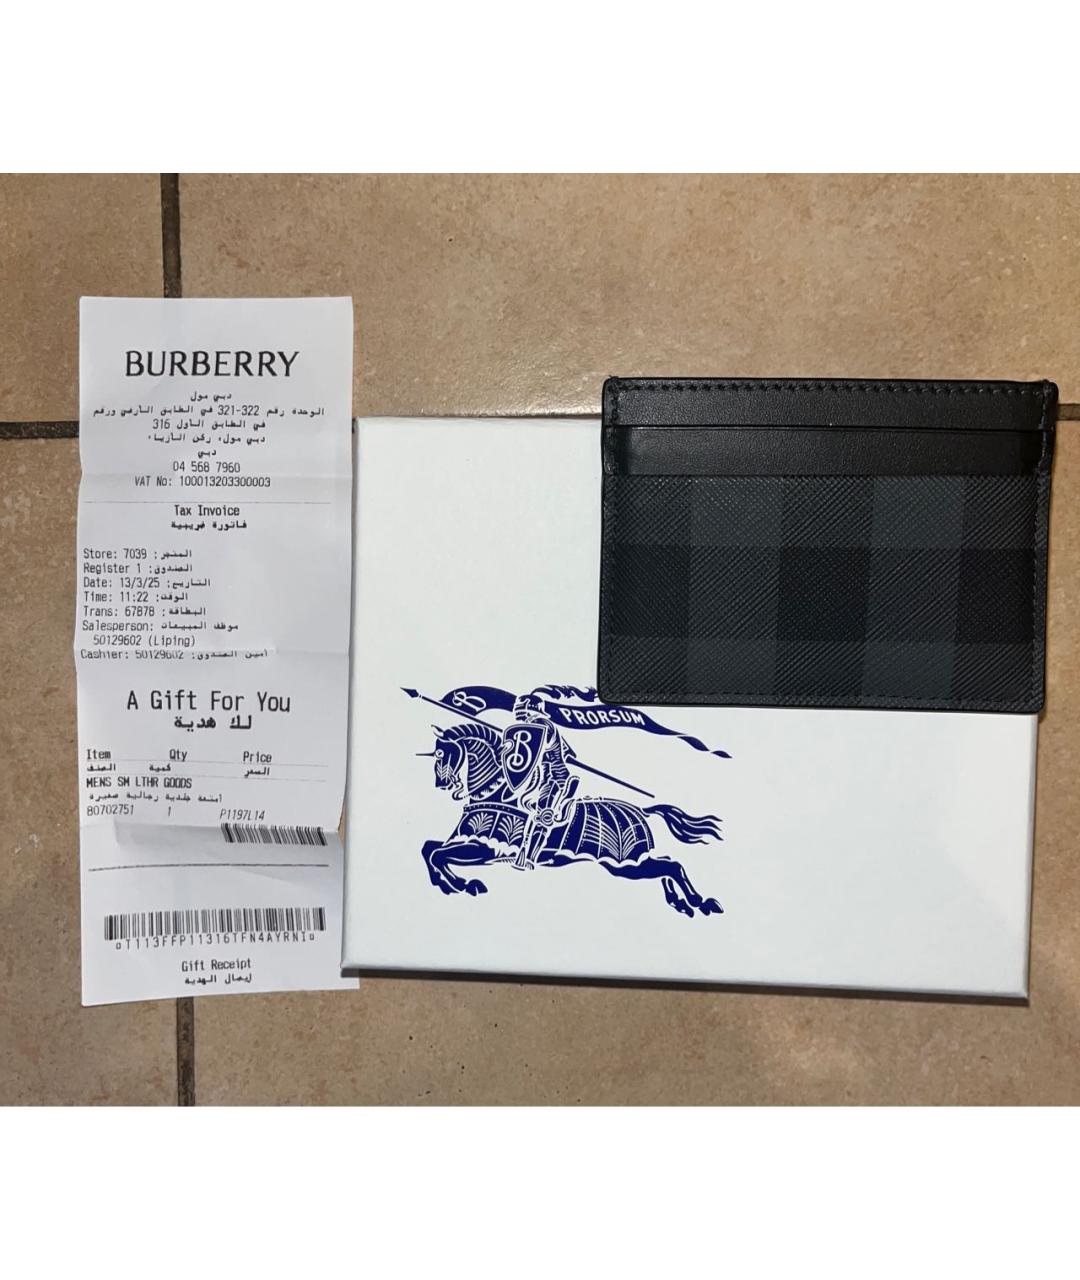 BURBERRY
دبي مول
الوحدة رقم 322-321 في الطابق الأرضي ورقم
316 في الطابق الأول
دبي مول، ركن الأزياء
دبي
04 568 7960
VAT No: 100013203300003
Tax Invoice
فاتورة ضريبية
Store: 7039 المتجر:
Register 1 الصندوق:
Date: 13/3/25 التاريخ:
Time: 11:22 الوقت:
Trans: 67878 البطاقة:
Salesperson: موظف المبيعات:
50129602 (Liping)
Cashier: 50129602 أمين الصندوق:
A Gift For You
لك هدية
Item Qty Price
الصنف كمية السعر
MENS SM LTHR GOODS
أمتعة جلدية رجالية صغيرة
80702751 1 P1197L14
T113FFP11316TFN4AYRNI
Gift Receipt
إيصال الهدية
B PRORSUM
B